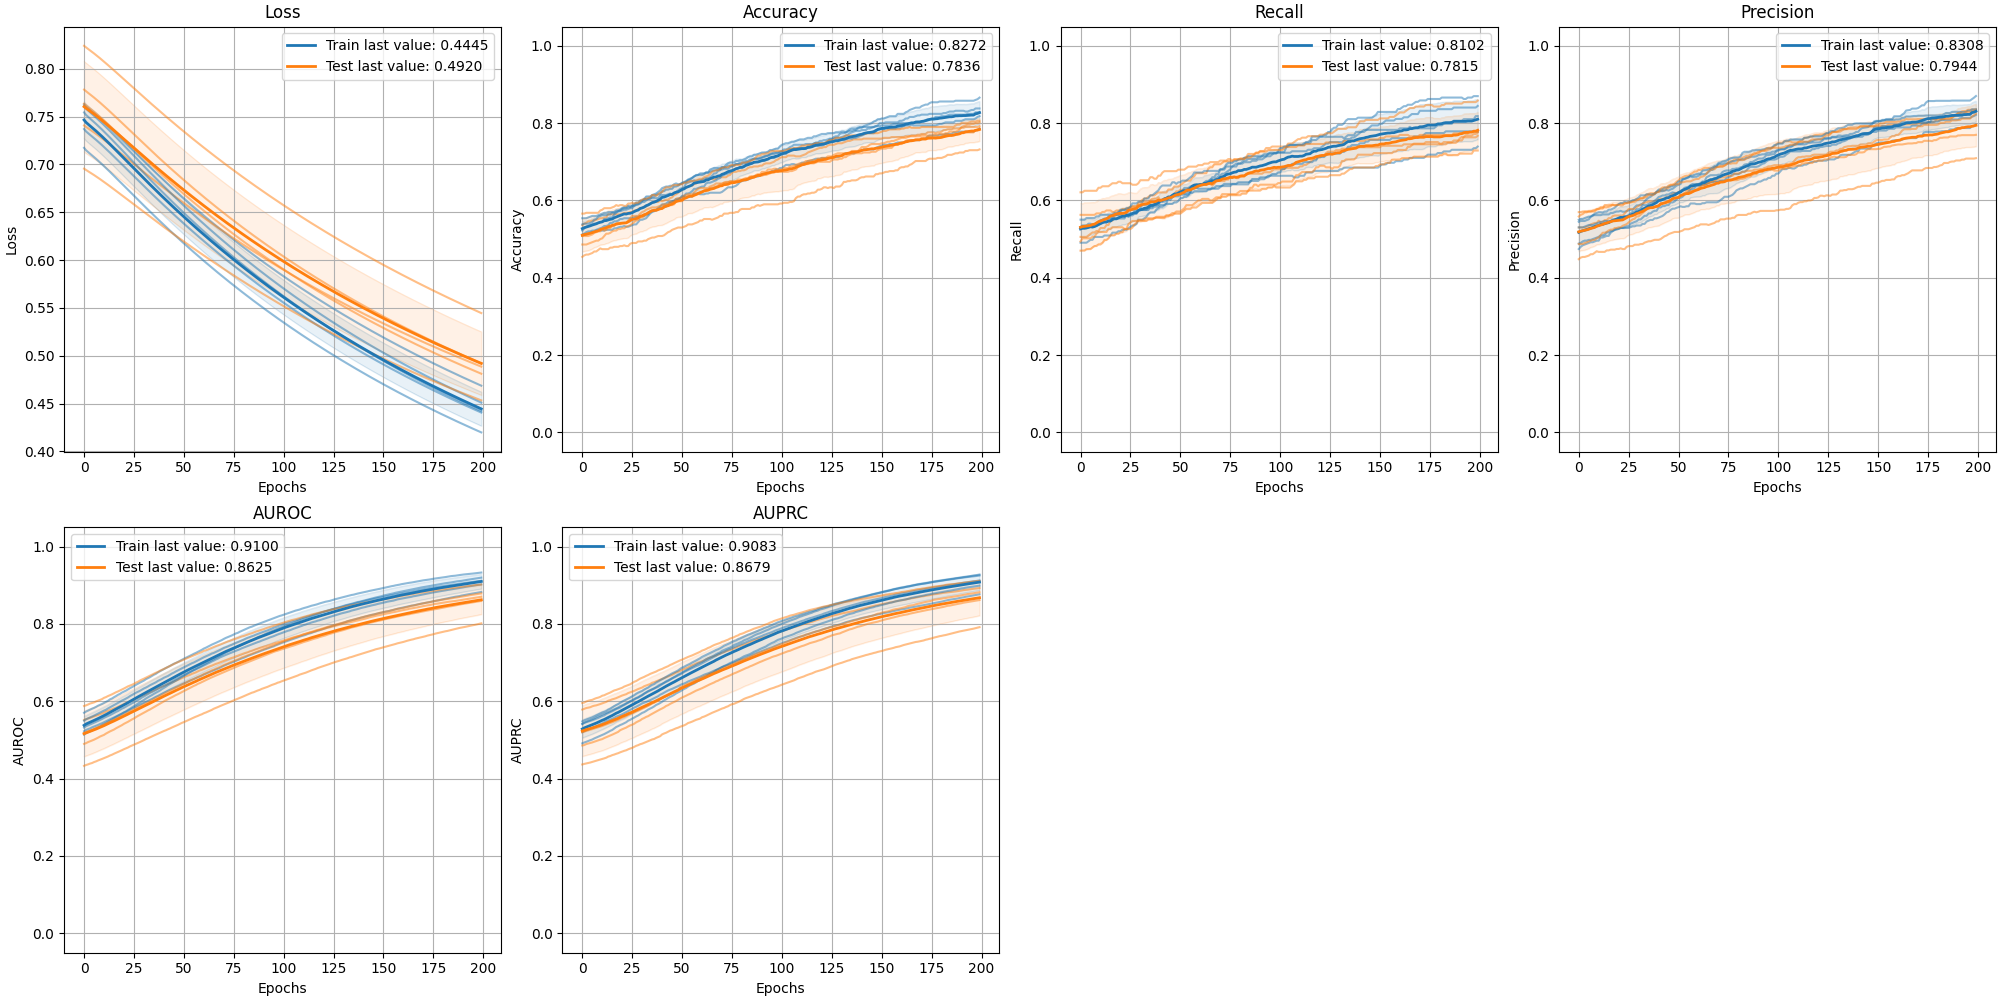 Loss
Train last value: 0.4445
Test last value: 0.4920
0.80
0.75
0.70
0.65
0.60
0.55
0.50
0.45
0.40
Loss
0 25 50 75 100 125 150 175 200
Epochs
Accuracy
Train last value: 0.8272
Test last value: 0.7836
1.0
0.8
0.6
0.4
0.2
0.0
Accuracy
0 25 50 75 100 125 150 175 200
Epochs
Recall
Train last value: 0.8102
Test last value: 0.7815
1.0
0.8
0.6
0.4
0.2
0.0
Recall
0 25 50 75 100 125 150 175 200
Epochs
Precision
Train last value: 0.8308
Test last value: 0.7944
1.0
0.8
0.6
0.4
0.2
0.0
Precision
0 25 50 75 100 125 150 175 200
Epochs
AUROC
Train last value: 0.9100
Test last value: 0.8625
1.0
0.8
0.6
0.4
0.2
0.0
AUROC
0 25 50 75 100 125 150 175 200
Epochs
AUPRC
Train last value: 0.9083
Test last value: 0.8679
1.0
0.8
0.6
0.4
0.2
0.0
AUPRC
0 25 50 75 100 125 150 175 200
Epochs